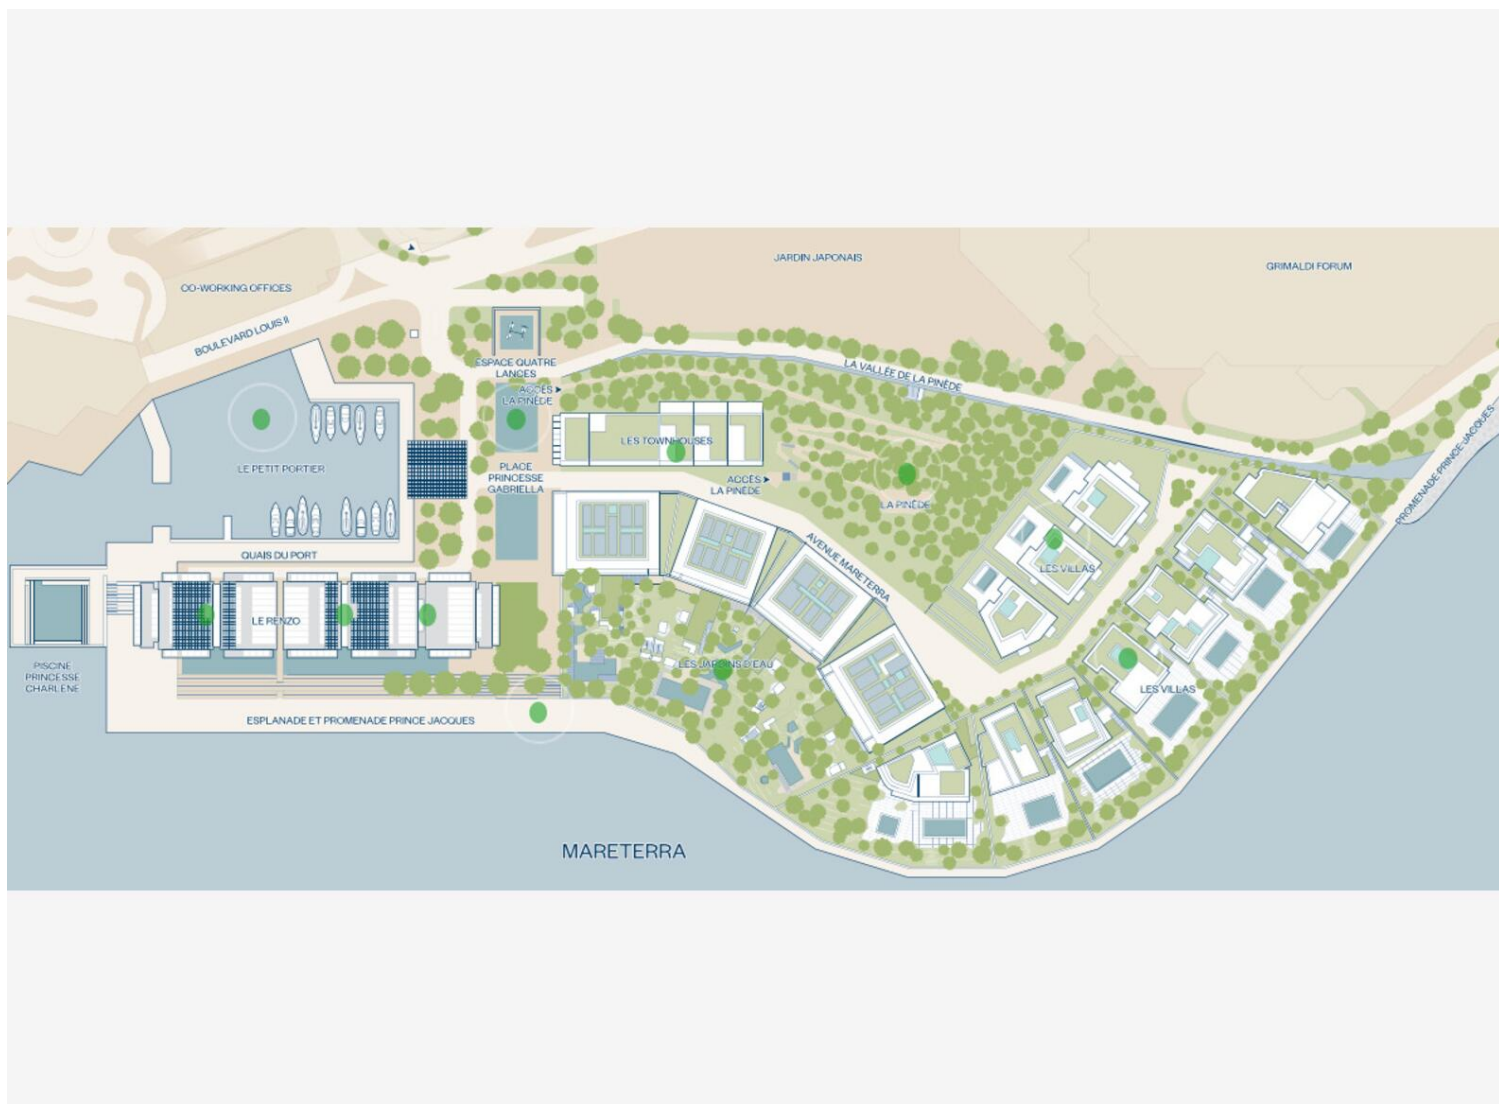 JARDIN JAPONAIS
GRIMALDI FORUM
CO-WORKING OFFICES
BOULEVARD LOUIS II
ESPACE QUATRE
LANCES
ACCÈS
LA PINÈDE
LA VALLÉE DE LA PINÈDE
PROMENADE PRINCE JACQUES
LES TOWNHOUSES
LE PETIT PORTIER
PLACE
PRINCESSE
GABRIELLA
ACCÈS
LA PINÈDE
LA PINÈDE
AVENUE MARETERRA
QUAIS DU PORT
LES VILLAS
LE RENZO
PISCINE
PRINCESSE
CHARLÈNE
LES JARDINS D'EAU
LES VILLAS
ESPLANADE ET PROMENADE PRINCE JACQUES
MARETERRA